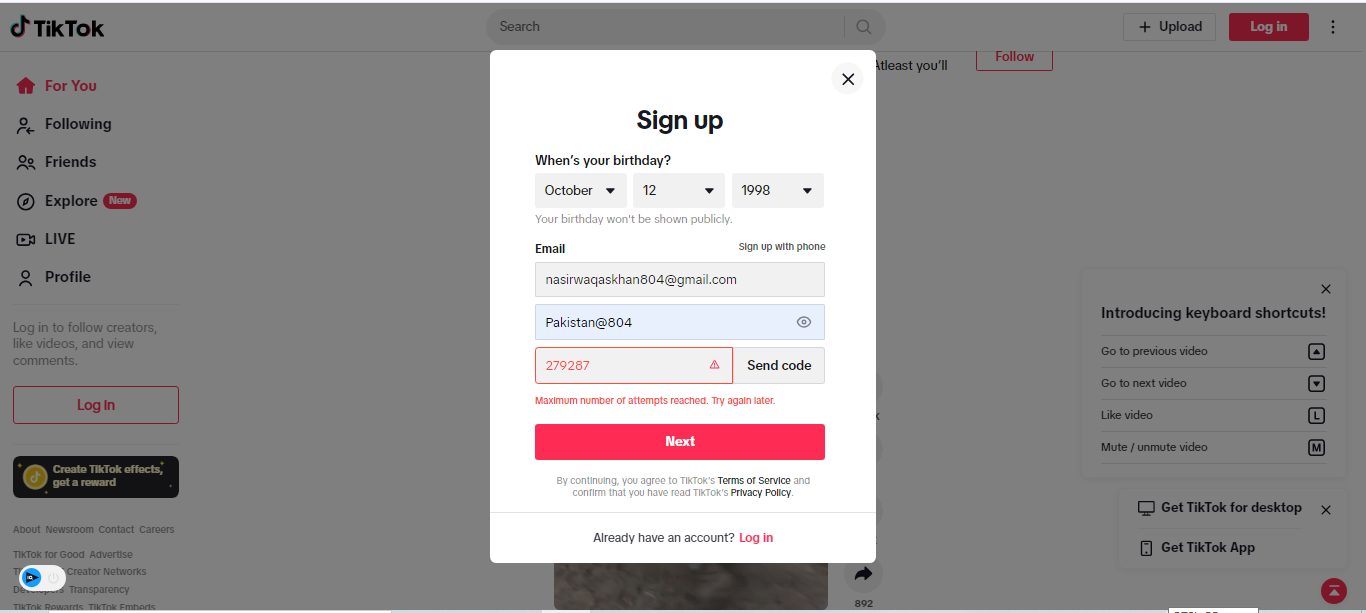 TikTok
Search
Upload
Log in
For You
Following
Friends
Explore New
LIVE
Profile
Log in to follow creators,
like videos, and view
comments.
Log in
Create TikTok effects,
get a reward
About Newsroom Contact Careers
TikTok for Good Advertise
Creator Networks
Developers Transparency
TikTok Rewards TikTok Embeds
Atleast you'll
Follow
Sign up
When's your birthday?
October 12 1998
Your birthday won't be shown publicly.
Email Sign up with phone
nasirwaqaskhan804@gmail.com
Pakistan@804
279287 Send code
Maximum number of attempts reached. Try again later.
Next
By continuing, you agree to TikTok's Terms of Service and
confirm that you have read TikTok's Privacy Policy.
Already have an account? Log in
892
Introducing keyboard shortcuts!
Go to previous video
Go to next video
Like video L
Mute / unmute video M
Get TikTok for desktop
Get TikTok App